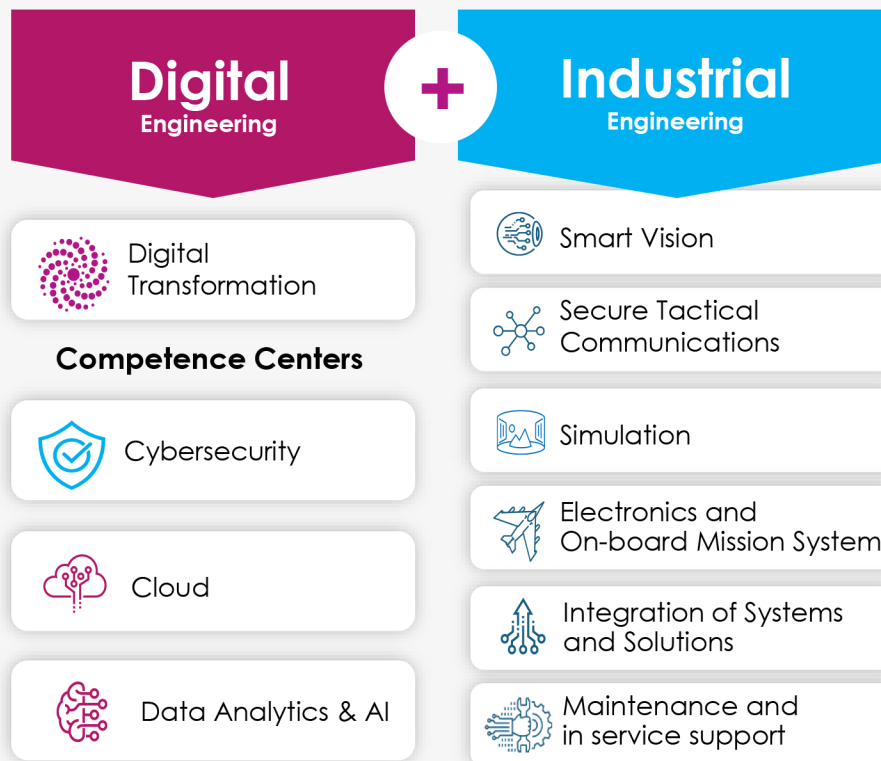 Digital
Engineering
+
Industrial
Engineering
Digital
Transformation
Competence Centers
Cybersecurity
Cloud
Data Analytics & AI
Smart Vision
Secure Tactical
Communications
Simulation
Electronics and
On-board Mission System
Integration of Systems
and Solutions
Maintenance and
in service support